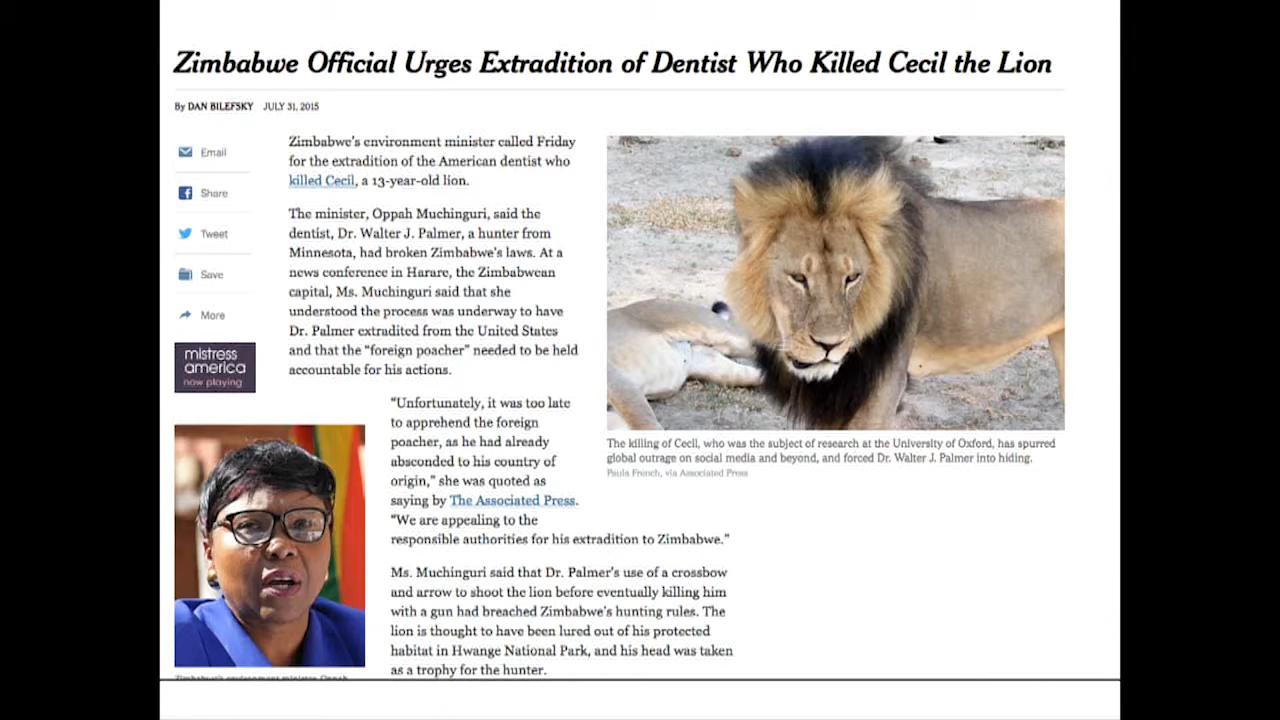 Zimbabwe Official Urges Extradition of Dentist Who Killed Cecil the Lion
By DAN BILEFSKY JULY 31, 2015
Email
Share
Tweet
Save
More
mistress
america
now playing
Zimbabwe's environment minister called Friday
for the extradition of the American dentist who
killed Cecil, a 13-year-old lion.
The minister, Oppah Muchinguri, said the
dentist, Dr. Walter J. Palmer, a hunter from
Minnesota, had broken Zimbabwe's laws. At a
news conference in Harare, the Zimbabwean
capital, Ms. Muchinguri said that she
understood the process was underway to have
Dr. Palmer extradited from the United States
and that the “foreign poacher” needed to be held
accountable for his actions.
“Unfortunately, it was too late
to apprehend the foreign
poacher, as he had already
absconded to his country of
origin,” she was quoted as
saying by The Associated Press.
“We are appealing to the
responsible authorities for his extradition to Zimbabwe.”
Ms. Muchinguri said that Dr. Palmer's use of a crossbow
and arrow to shoot the lion before eventually killing him
with a gun had breached Zimbabwe's hunting rules. The
lion is thought to have been lured out of his protected
habitat in Hwange National Park, and his head was taken
as a trophy for the hunter.
The killing of Cecil, who was the subject of research at the University of Oxford, has spurred
global outrage on social media and beyond, and forced Dr. Walter J. Palmer into hiding.
Paula French, via Associated Press